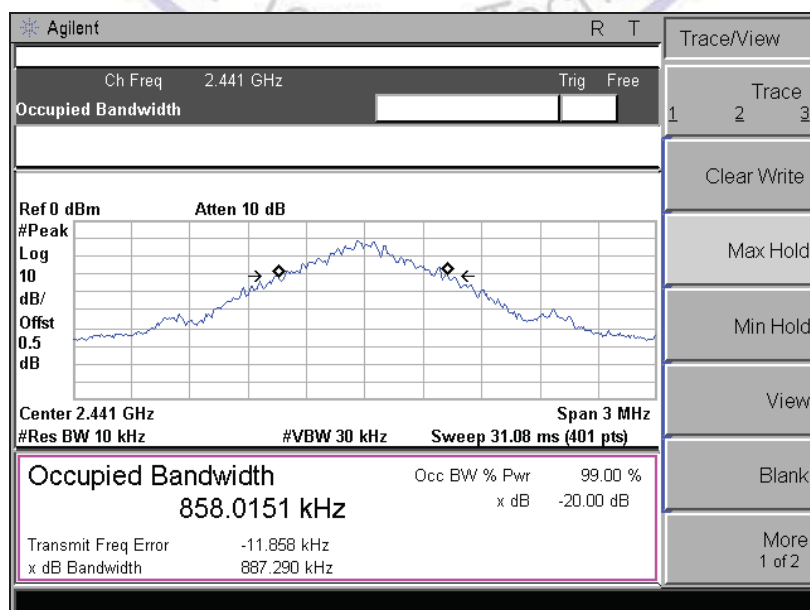 Agilent R T
Trace/View
Ch Freq 2.441 GHz Trig Free
Occupied Bandwidth
Trace
1 2 3
Clear Write
Max Hold
Min Hold
View
Blank
More
1 of 2
Ref 0 dBm Atten 10 dB
#Peak
Log
10
dB/
Offst
0.5
dB
Center 2.441 GHz Span 3 MHz
#Res BW 10 kHz #VBW 30 kHz Sweep 31.08 ms (401 pts)
Occupied Bandwidth Occ BW % Pwr 99.00 %
858.0151 kHz x dB -20.00 dB
Transmit Freq Error -11.858 kHz
x dB Bandwidth 887.290 kHz